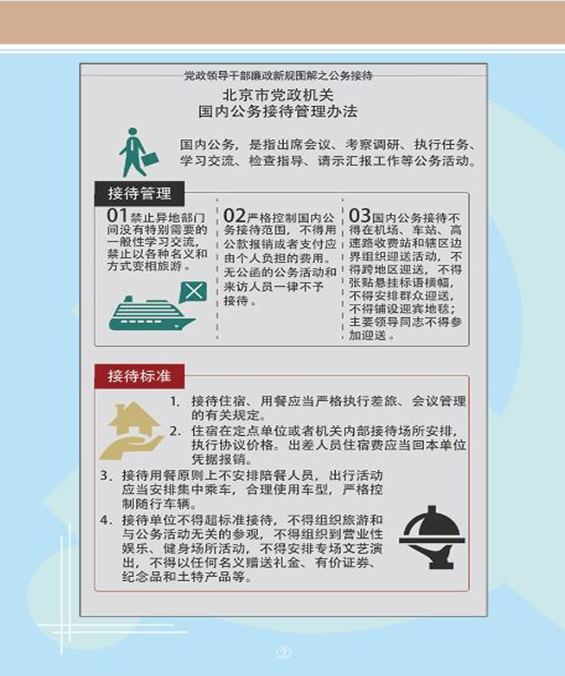 党政领导干部廉政新规图解之公务接待
北京市党政机关
国内公务接待管理办法
国内公务，是指出席会议、考察调研、执行任务、
学习交流、检查指导、请示汇报工作等公务活动。
接待管理
01禁止异地部门
间没有特别需要的
一般性学习交流，
禁止以各种名义和
方式变相旅游。
02严格控制国内公
务接待范围，不得用
公款报销或者支付应
由个人负担的费用。
无公函的公务活动和
来访人员一律不予
接待。
03国内公务接待不
得在机场、车站、高
速路收费站和辖区边
界组织迎送活动，不
得跨地区迎送，不得
张贴悬挂标语横幅，
不得安排群众迎送，
不得铺设迎宾地毯；
主要领导同志不得参
加迎送。
接待标准
1. 接待住宿、用餐应当严格执行差旅、会议管理
的有关规定。
2. 住宿在定点单位或者机关内部接待场所安排，
执行协议价格。出差人员住宿费应当回本单位
凭据报销。
3. 接待用餐原则上不安排陪餐人员，出行活动
应当安排集中乘车，合理使用车型，严格控
制随行车辆。
4. 接待单位不得超标准接待，不得组织旅游和
与公务活动无关的参观，不得组织到营业性
娱乐、健身场所活动，不得安排专场文艺演
出，不得以任何名义赠送礼金、有价证券、
纪念品和土特产品等。
②